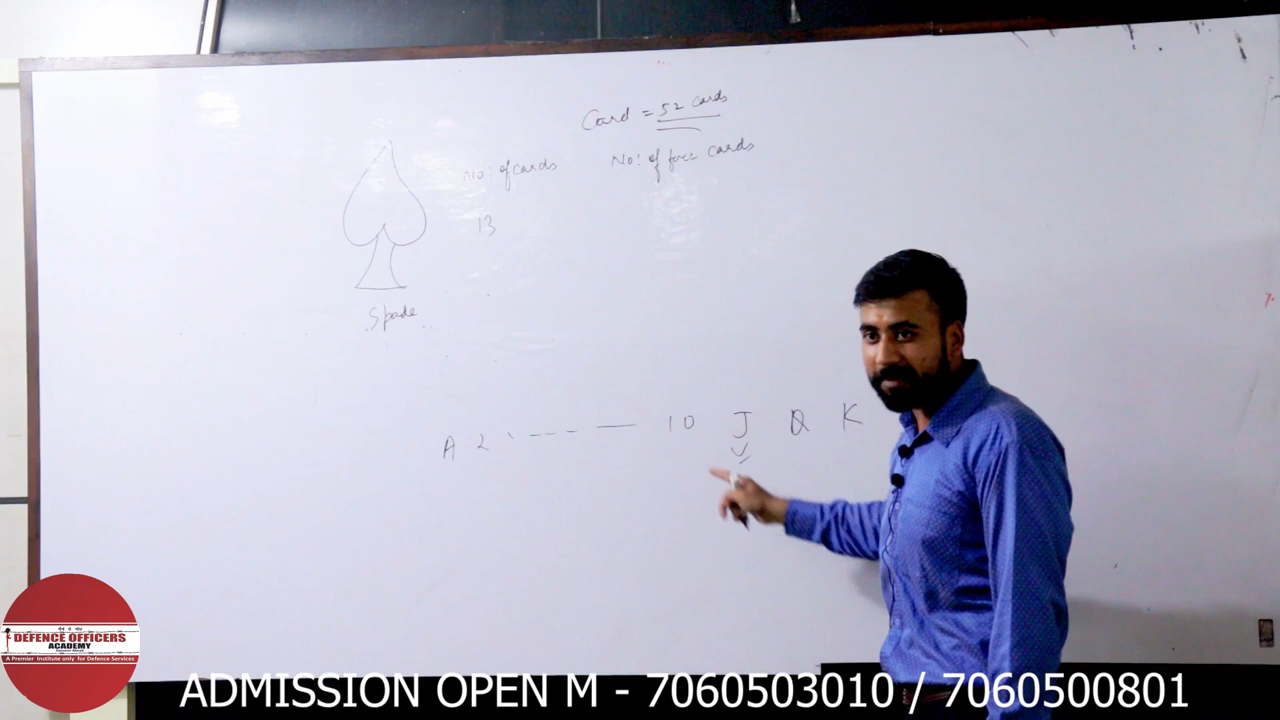 Card = 52 cards
No: of cards No: of face cards
13
Spade
A 2 - - - — 10 J Q K
DEFENCE OFFICERS
ACADEMY
A Premier Institute only for Defence Services
ADMISSION OPEN M - 7060503010 / 7060500801